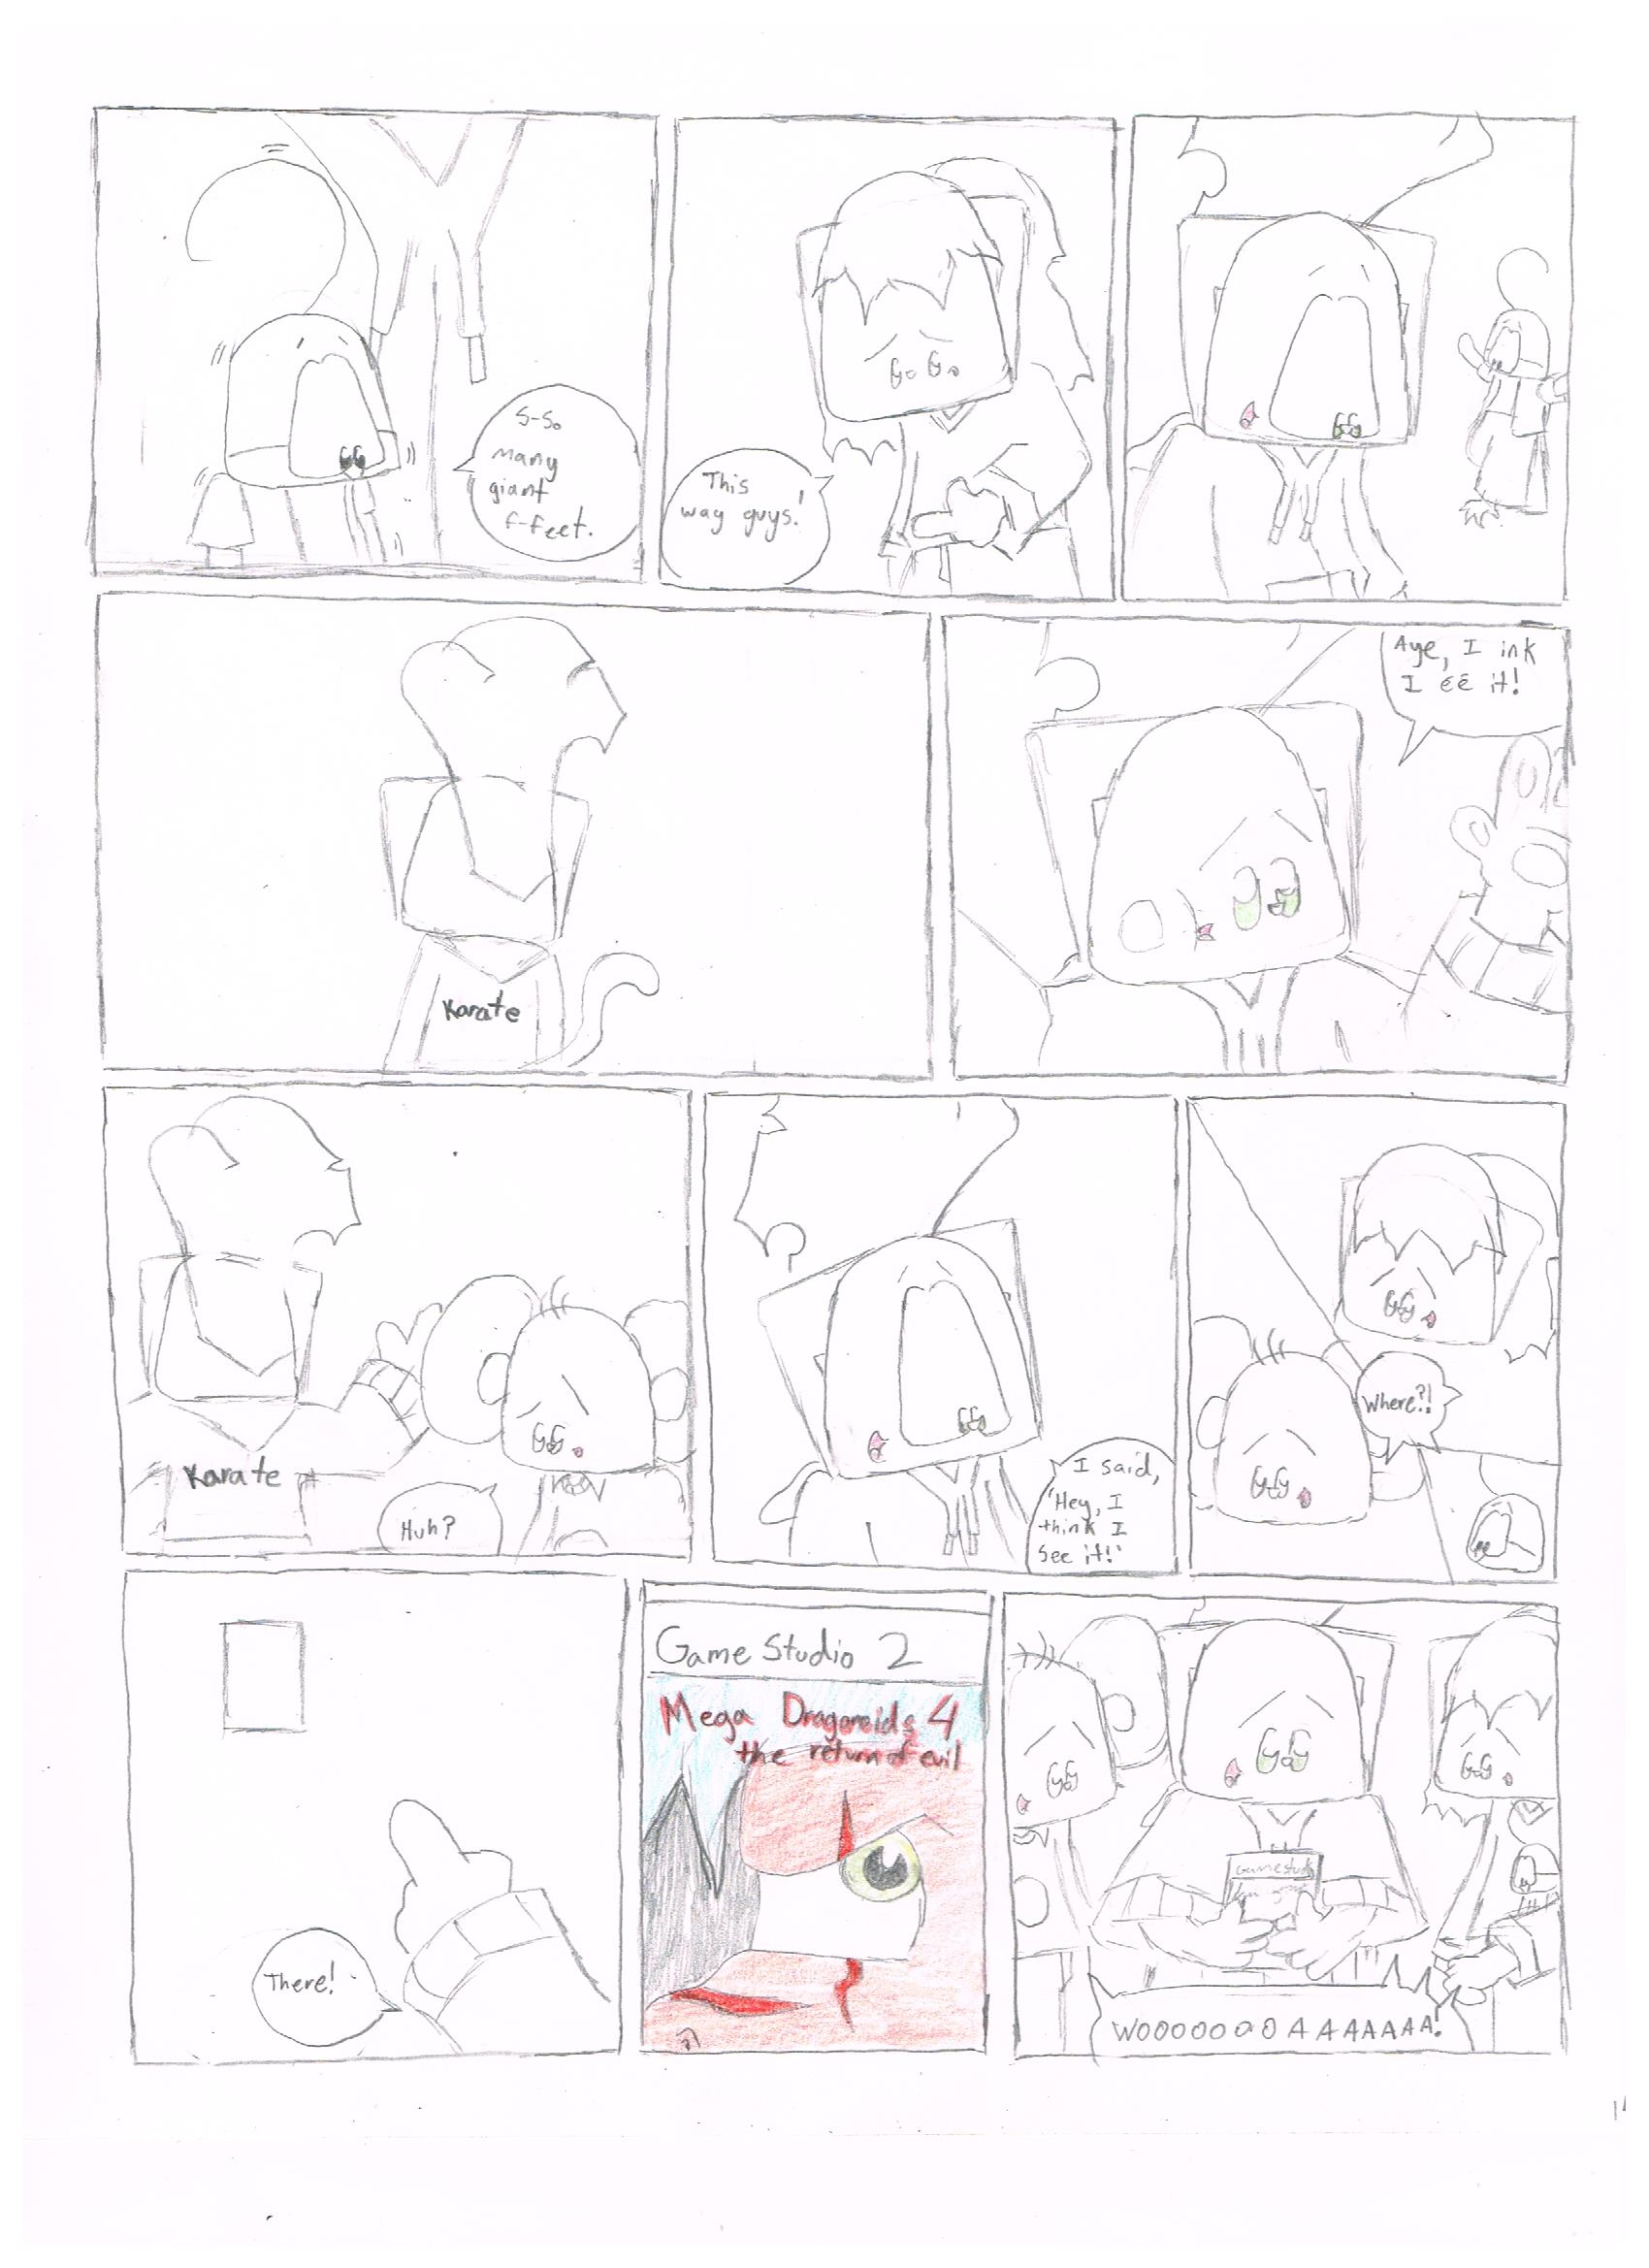 S-So
many
giant
f-feet.
This
way guys!
Karate
Aye, I ink
I ee it!
Karate
Huh?
I said,
'Hey, I
think I
See it!'
Where?!
There!
Game Studio 2
Mega Dragonoids 4
the return of evil
Gamestudio
WOOOOOOOAAAAAAA!